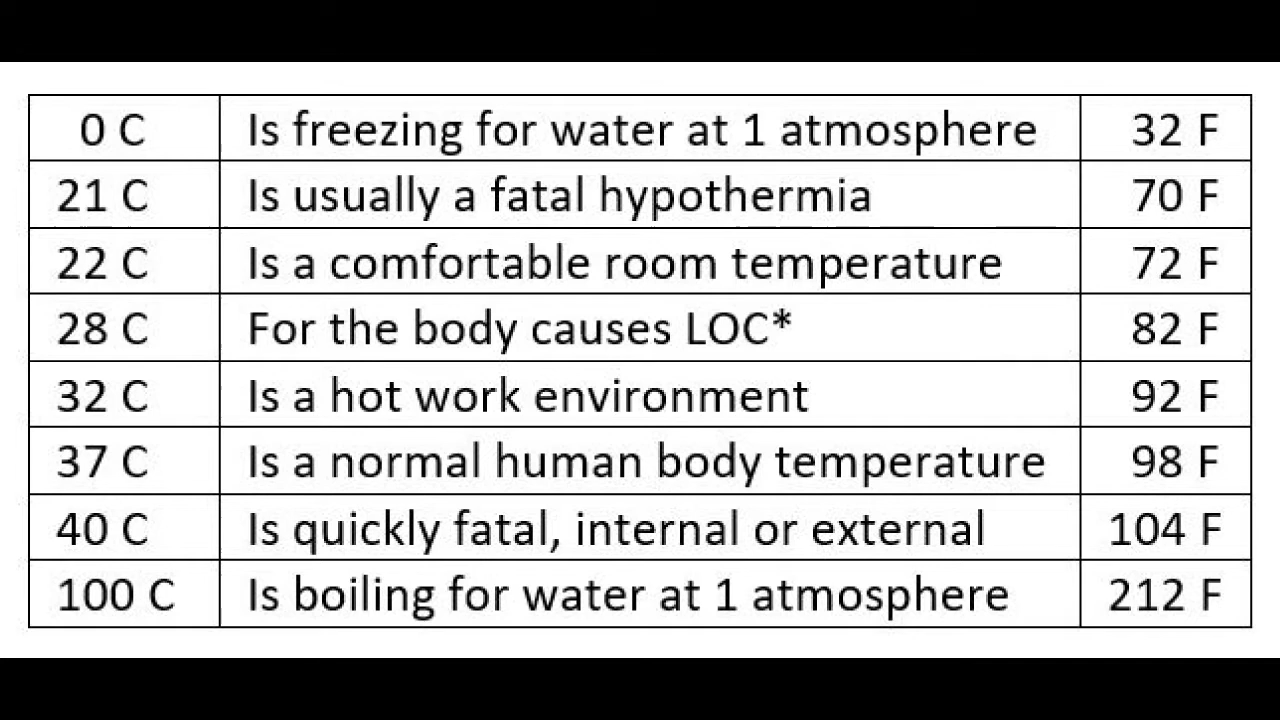 0 C Is freezing for water at 1 atmosphere 32 F
21 C Is usually a fatal hypothermia 70 F
22 C Is a comfortable room temperature 72 F
28 C For the body causes LOC* 82 F
32 C Is a hot work environment 92 F
37 C Is a normal human body temperature 98 F
40 C Is quickly fatal, internal or external 104 F
100 C Is boiling for water at 1 atmosphere 212 F